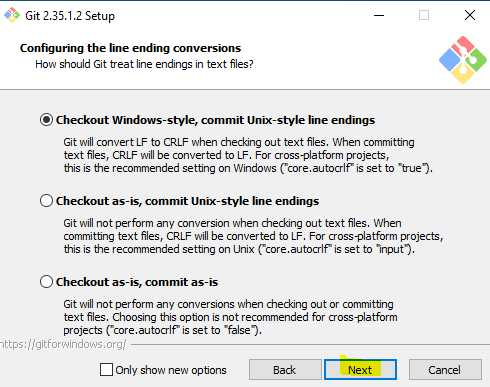 Git 2.35.1.2 Setup
Configuring the line ending conversions
How should Git treat line endings in text files?
Checkout Windows-style, commit Unix-style line endings
Git will convert LF to CRLF when checking out text files. When committing
text files, CRLF will be converted to LF. For cross-platform projects,
this is the recommended setting on Windows ("core.autocrlf" is set to "true").
Checkout as-is, commit Unix-style line endings
Git will not perform any conversion when checking out text files. When
committing text files, CRLF will be converted to LF. For cross-platform projects,
this is the recommended setting on Unix ("core.autocrlf" is set to "input").
Checkout as-is, commit as-is
Git will not perform any conversions when checking out or committing
text files. Choosing this option is not recommended for cross-platform
projects ("core.autocrlf" is set to "false").
https://gitforwindows.org/
Only show new options
Back
Next
Cancel